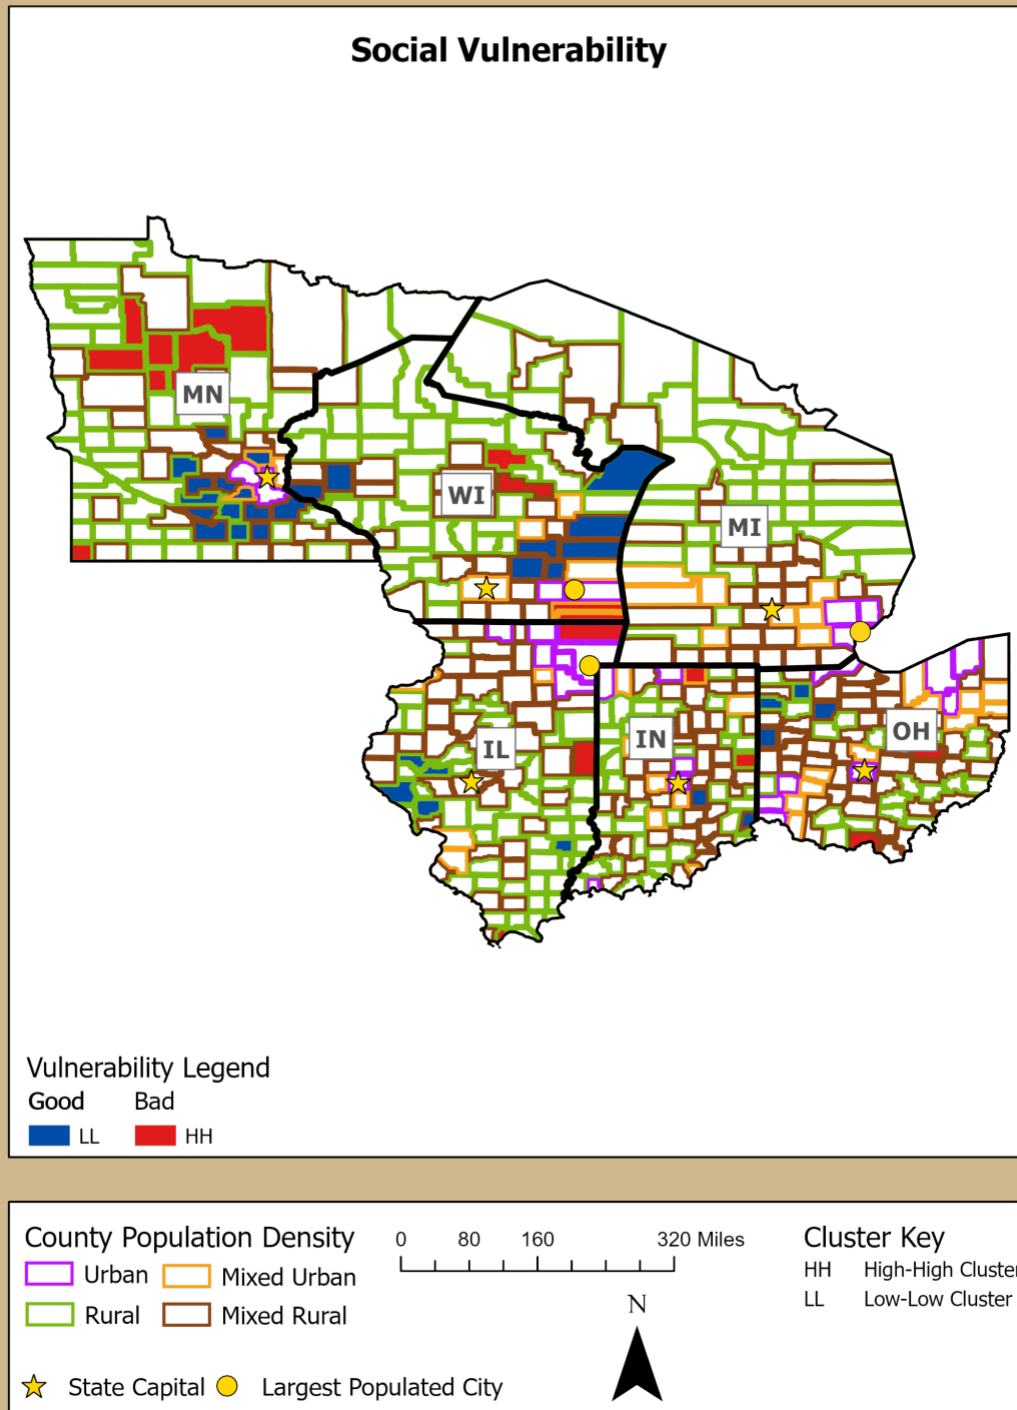 Social Vulnerability
MN
WI
MI
IL
IN
OH
Vulnerability Legend
Good Bad
LL HH
County Population Density
Urban Mixed Urban
Rural Mixed Rural
State Capital Largest Populated City
0 80 160 320 Miles
N
Cluster Key
HH High-High Cluster
LL Low-Low Cluster